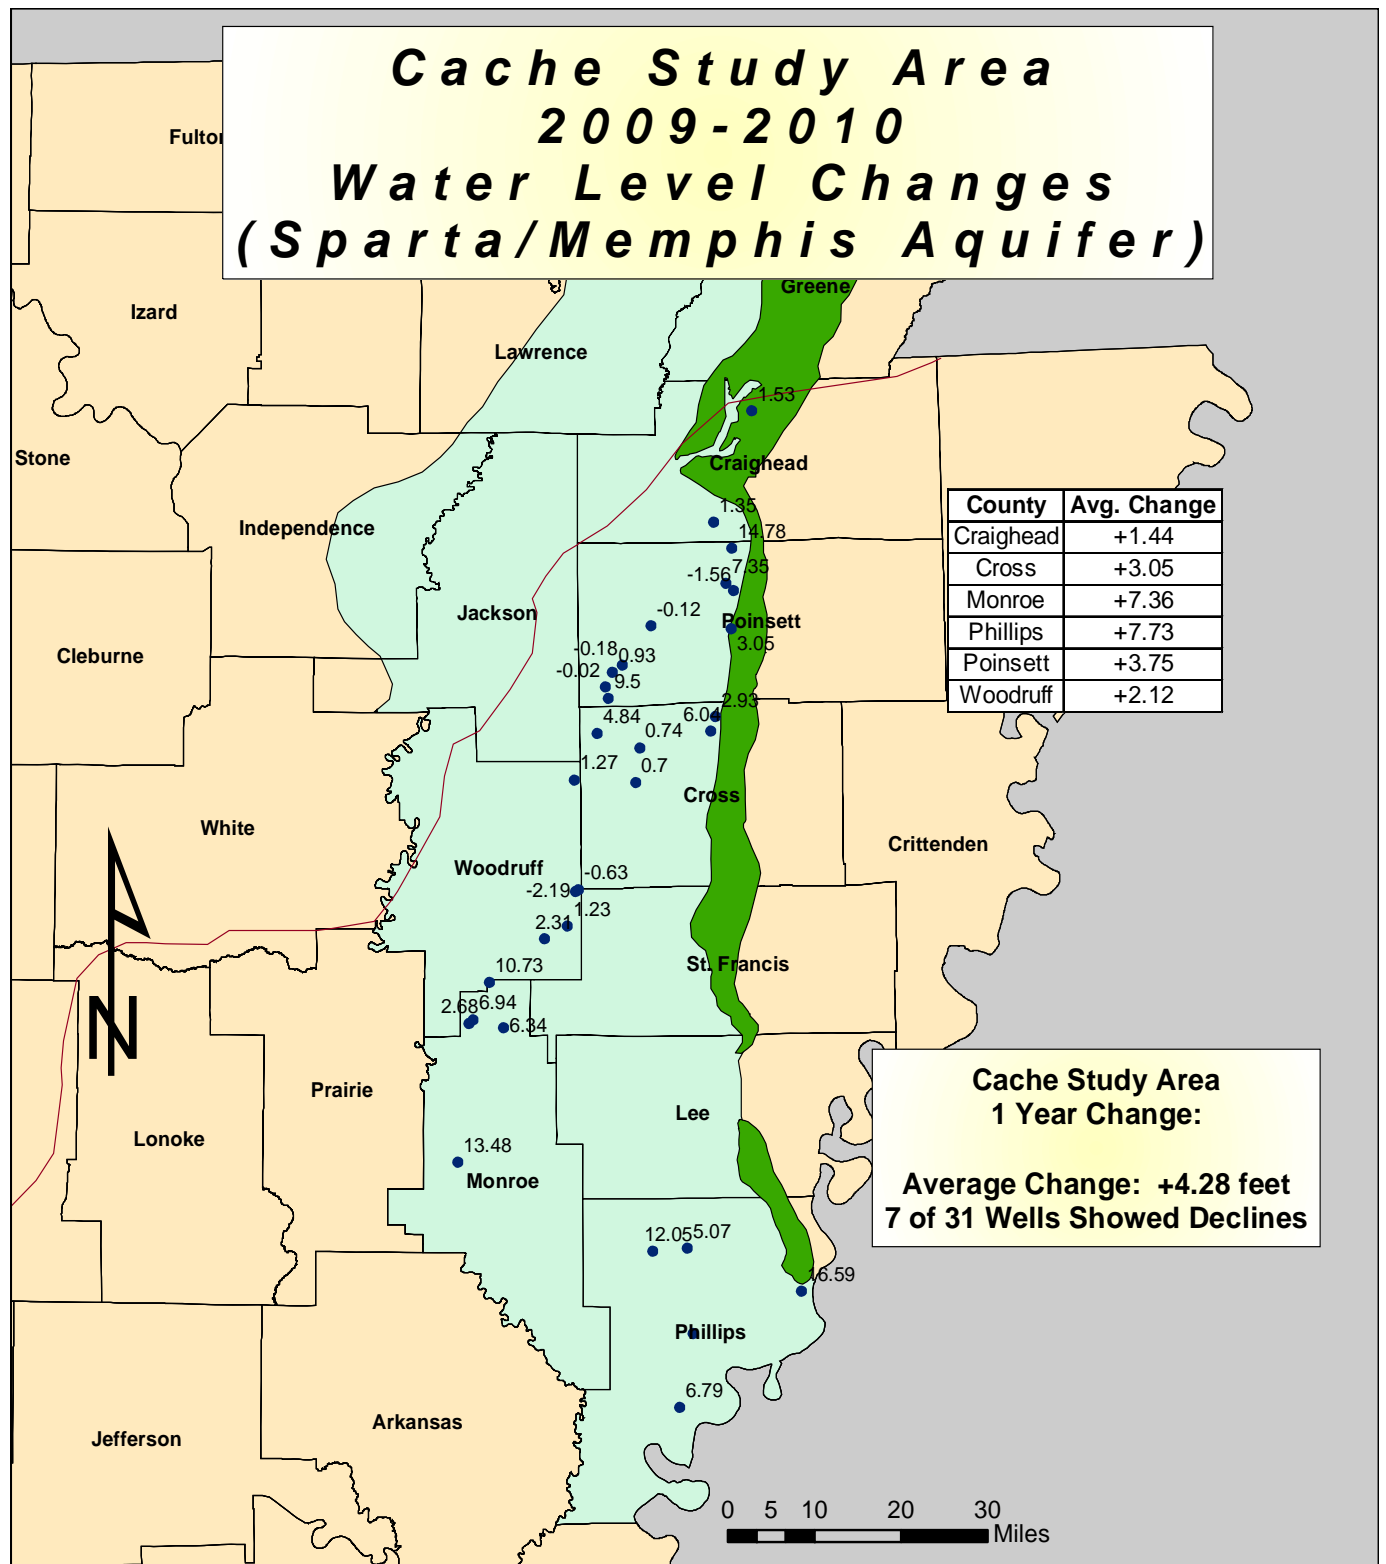 Cache Study Area
2009-2010
Water Level Changes
(Sparta/Memphis Aquifer)
Fulton
Greene
Izard
Lawrence
1.53
Stone
Craighead
County Avg. Change
Craighead +1.44
Cross +3.05
Monroe +7.36
Phillips +7.73
Poinsett +3.75
Woodruff +2.12
1.35
Independence
14.78
7.35
-1.56
Jackson
-0.12
Poinsett
3.05
-0.18
0.93
-0.02
9.5
Cleburne
2.93
6.04
4.84
0.74
1.27
0.7
Cross
White
Crittenden
Woodruff
-0.63
-2.19
1.23
2.31
10.73
St. Francis
2.68
6.94
6.34
N
Prairie
Lee
Lonoke
13.48
Monroe
Cache Study Area
1 Year Change:
Average Change: +4.28 feet
7 of 31 Wells Showed Declines
12.05
5.07
16.59
Phillips
6.79
Arkansas
Jefferson
0 5 10 20 30
Miles